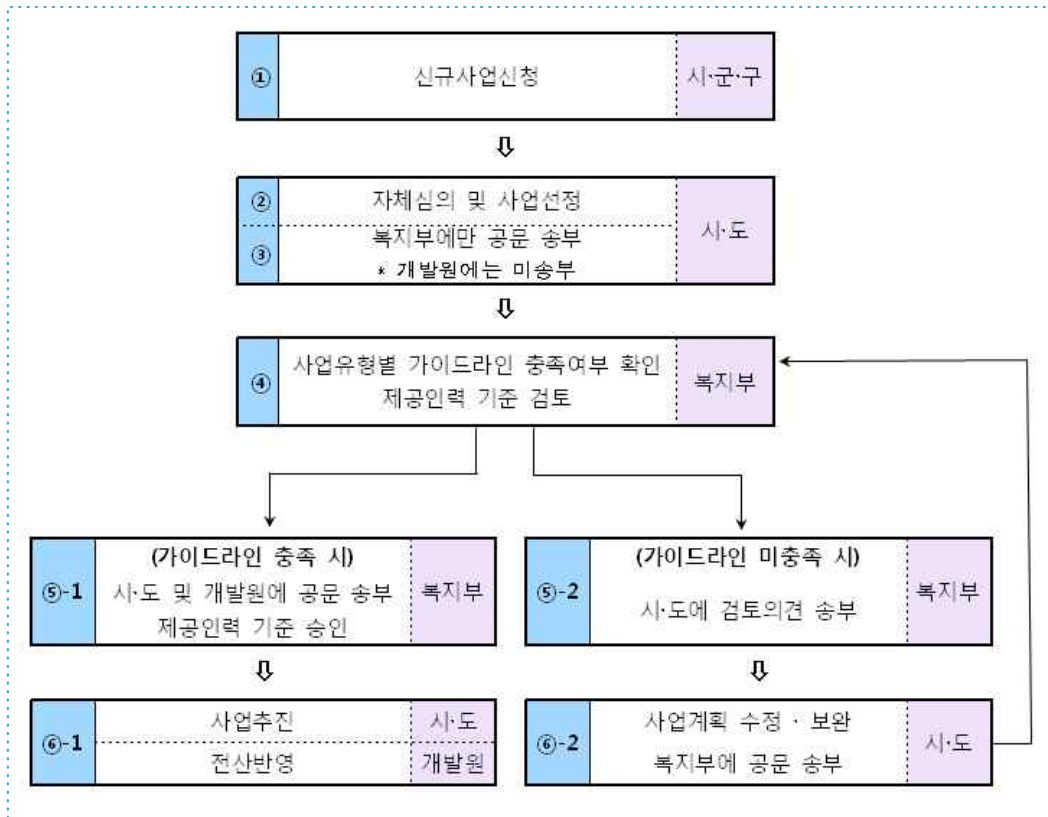 ① 신규사업신청 시·군·구
② 자체심의 및 사업선정
시·도
③ 복지부에만 공문 송부
* 개발원에는 미송부
④ 사업유형별 가이드라인 충족여부 확인
제공인력 기준 검토
복지부
⑤-1
(가이드라인 충족 시)
시·도 및 개발원에 공문 송부
제공인력 기준 승인
복지부
⑤-2
(가이드라인 미충족 시)
시·도에 검토의견 송부
복지부
⑥-1
사업추진 시·도
전산반영 개발원
⑥-2
사업계획 수정·보완
복지부에 공문 송부
시·도